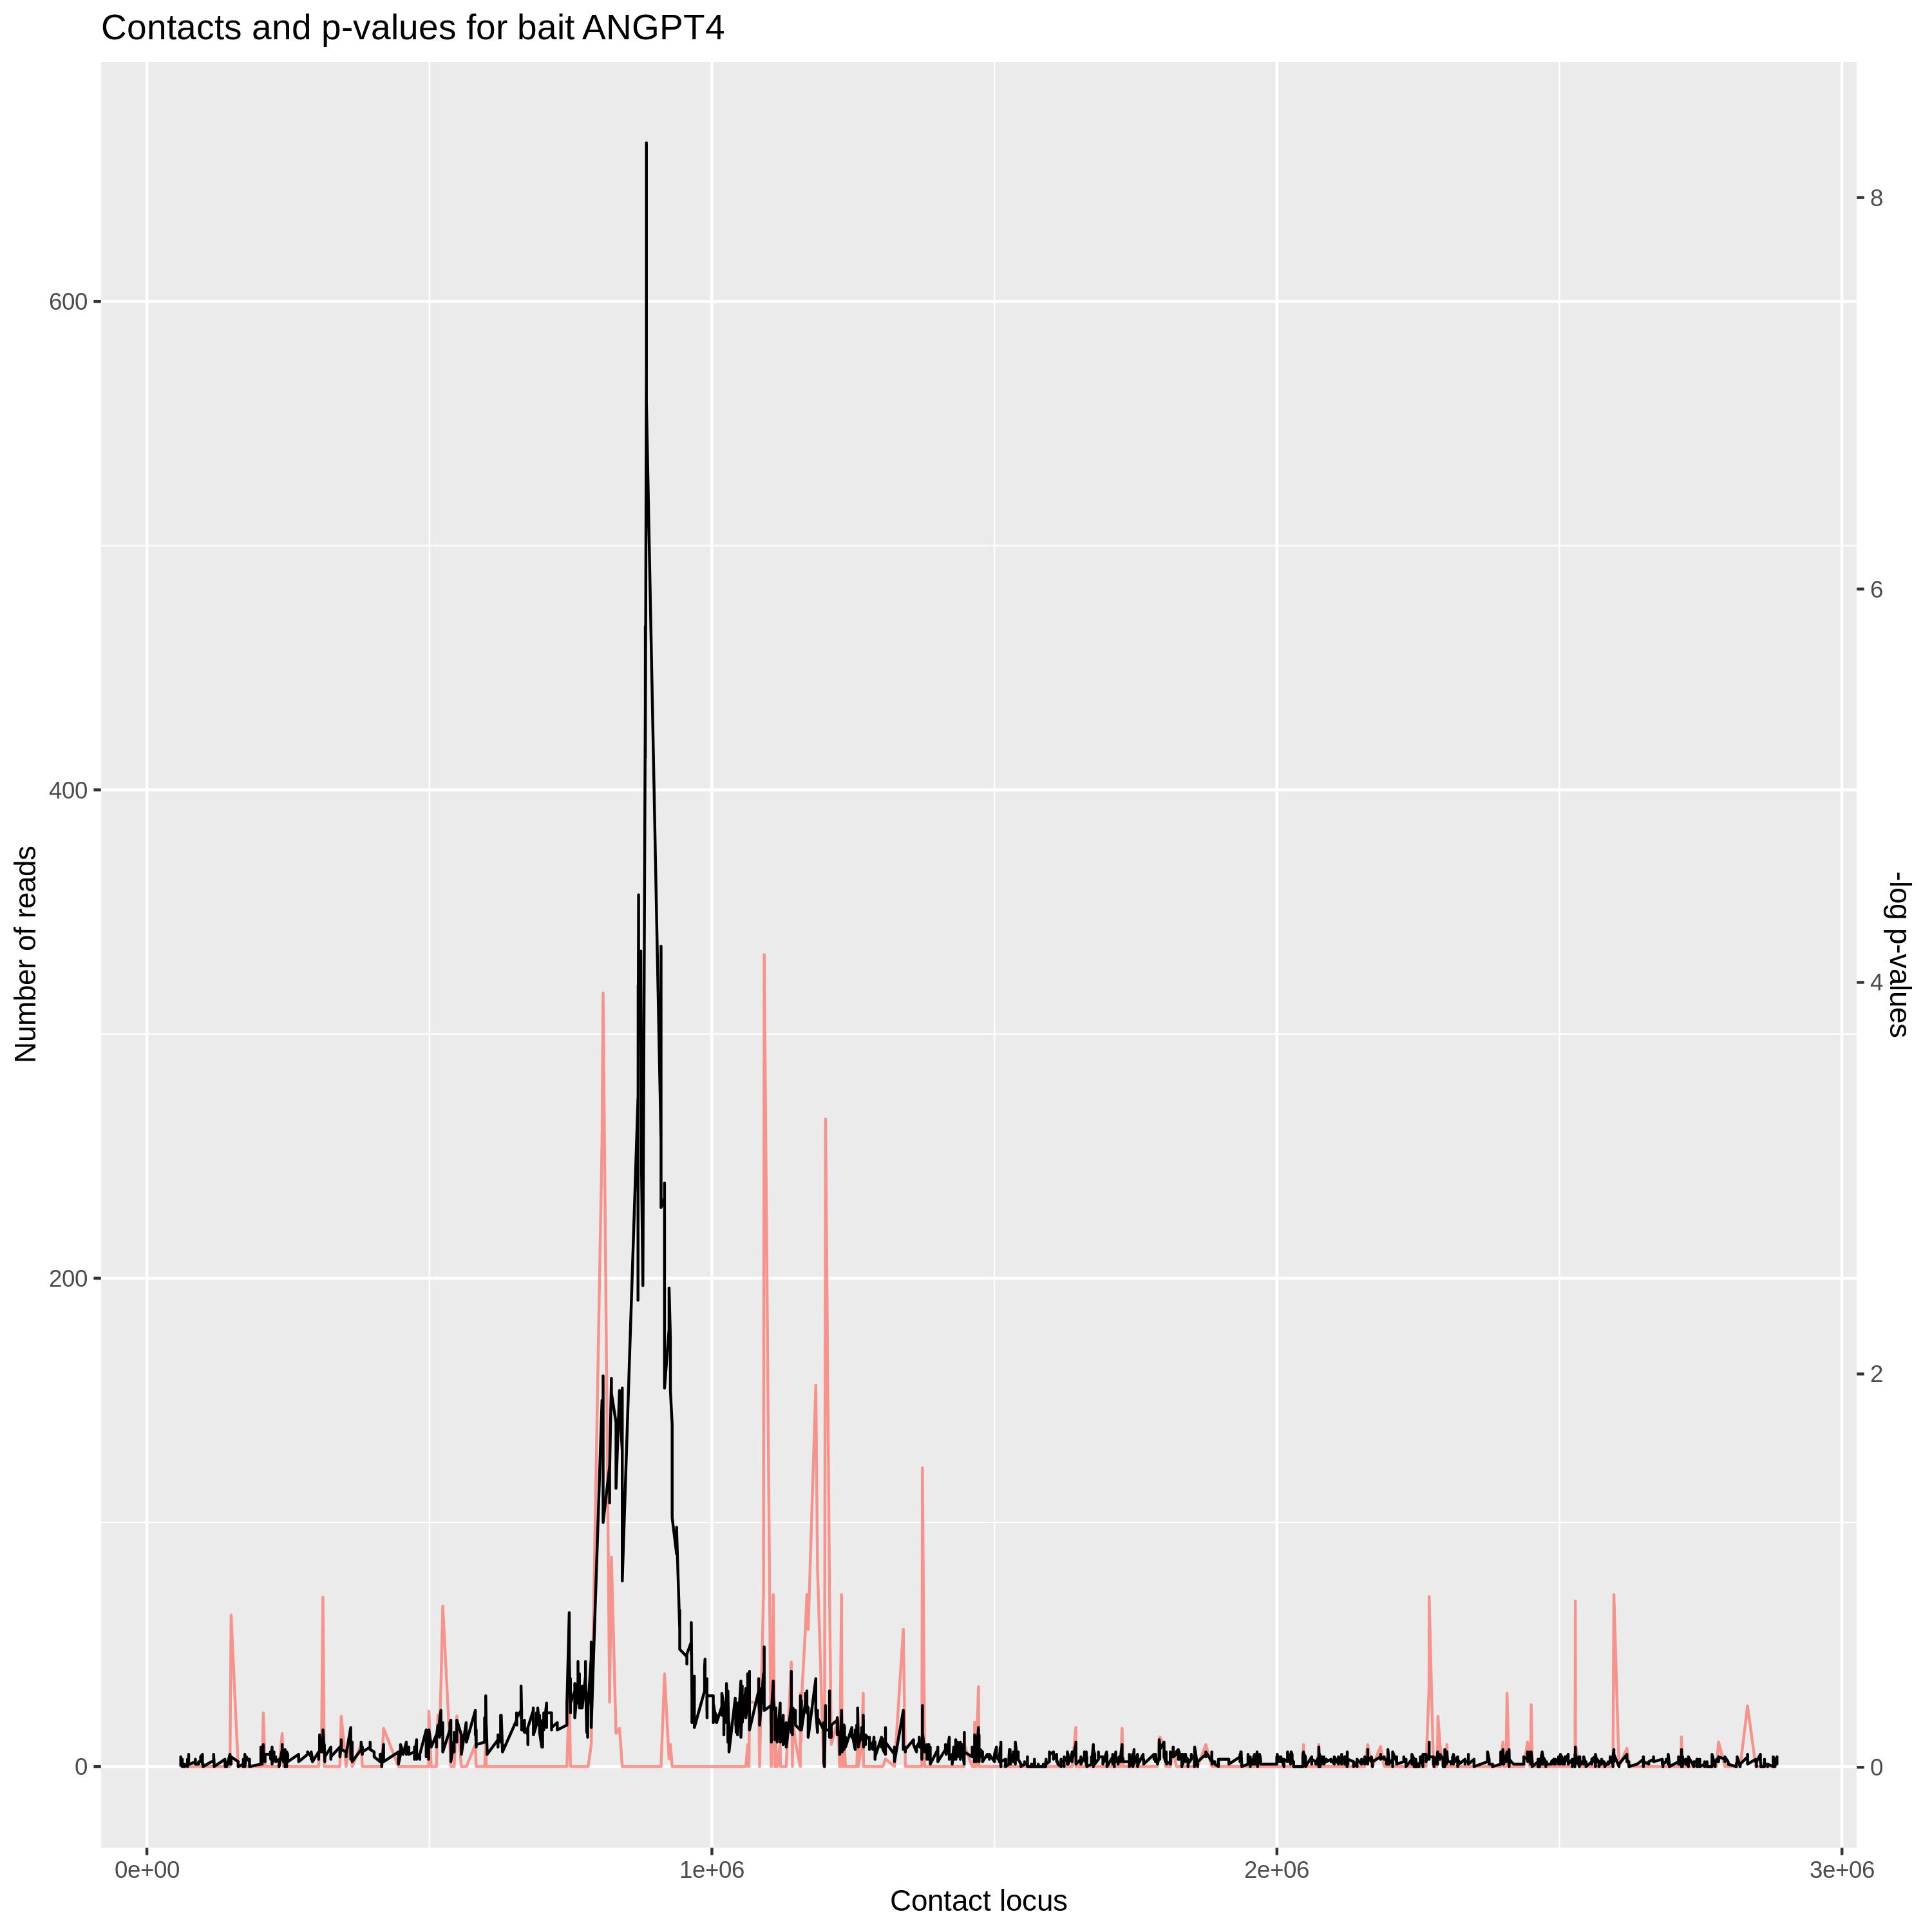 Contacts and p-values for bait ANGPT4
Number of reads
600
400
200
0
8
6
4
2
0
-log p-values
0e+00
1e+06
2e+06
3e+06
Contact locus